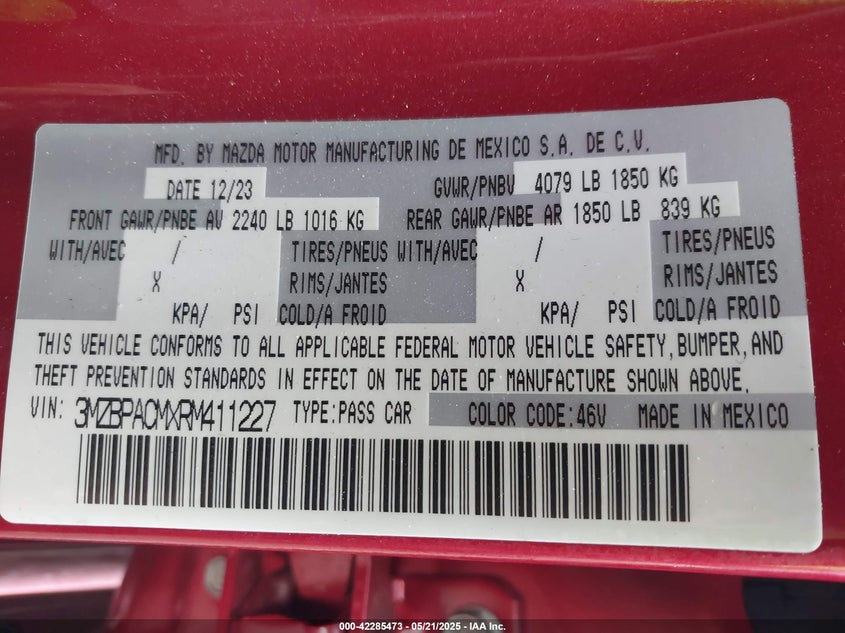 MFD. BY MAZDA MOTOR MANUFACTURING DE MEXICO S.A. DE C.V.
DATE 12/23 GVWR/PNBV 4079 LB 1850 KG
FRONT GAWR/PNBE AV 2240 LB 1016 KG REAR GAWR/PNBE AR 1850 LB 839 KG
WITH/AVEC / TIRES/PNEUS WITH/AVEC / TIRES/PNEUS
X RIMS/JANTES X RIMS/JANTES
KPA/ PSI COLD/A FROID KPA/ PSI COLD/A FROID
THIS VEHICLE CONFORMS TO ALL APPLICABLE FEDERAL MOTOR VEHICLE SAFETY, BUMPER, AND
THEFT PREVENTION STANDARDS IN EFFECT ON THE DATE OF MANUFACTURE SHOWN ABOVE.
VIN: 3MZBPACMXRM411227 TYPE: PASS CAR COLOR CODE: 46V MADE IN MEXICO
000-42285473 - 05/21/2025 - IAA Inc.